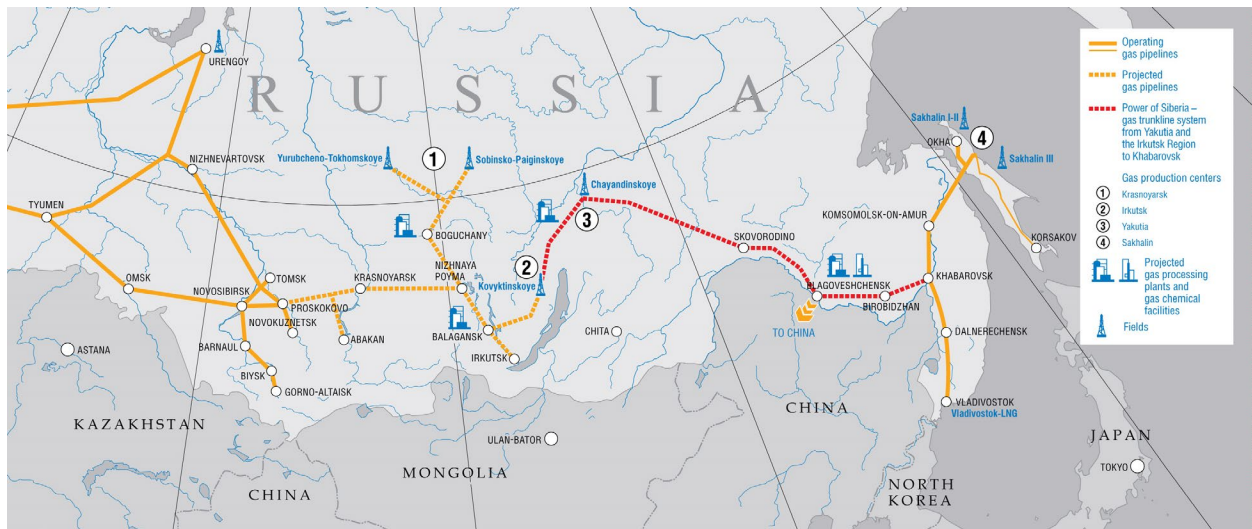 RUSSIA
URENGOY
NIZHNEVARTOVSK
TYUMEN
OMSK
TOMSK
NOVOSIBIRSK
PROSKOKOVO
NOVOKUZNETSK
BARNAUL
BIYSK
GORNO-ALTAISK
ASTANA
KAZAKHSTAN
CHINA
Yurubcheno-Tokhomskoye
1
Sobinsko-Paiginskoye
BOGUCHANY
NIZHNAYA
POYMA
KRASNOYARSK
ABAKAN
2
Kovyktinskoye
BALAGANSK
IRKUTSK
CHITA
ULAN-BATOR
MONGOLIA
Chayandinskoye
3
SKOVORODINO
BLAGOVESHCHENSK
BIROBIDZHAN
TO CHINA
CHINA
Sakhalin I-II
4
OKHA
Sakhalin III
KOMSOMOLSK-ON-AMUR
KORSAKOV
KHABAROVSK
DALNERECHENSK
VLADIVOSTOK
Vladivostok-LNG
NORTH
KOREA
JAPAN
TOKYO
Operating
gas pipelines
Projected
gas pipelines
Power of Siberia –
gas trunkline system
from Yakutia and
the Irkutsk Region
to Khabarovsk
Gas production centers
1 Krasnoyarsk
2 Irkutsk
3 Yakutia
4 Sakhalin
Projected
gas processing
plants and
gas chemical
facilities
Fields